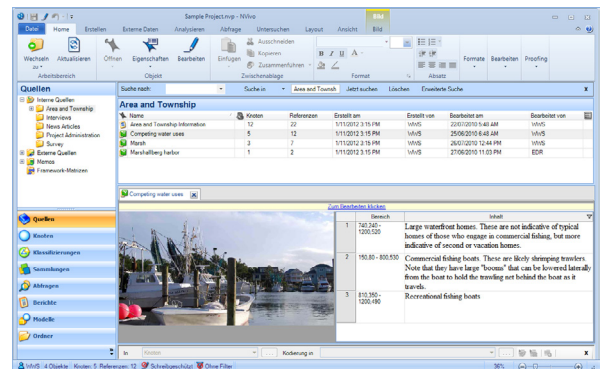 Sample Project.nvp - NVivo
Bild
Datei Home Erstellen Externe Daten Analysieren Abfrage Untersuchen Layout Ansicht Bild
Wechseln zu Aktualisieren Öffnen Eigenschaften Bearbeiten Einfügen Ausschneiden Kopieren Zusammenführen Formate Bearbeiten Proofing
Arbeitsbereich Objekt Zwischenablage Format Absatz
Quellen
Suche nach: Suche in Area and Townsh Jetzt suchen Löschen Erweiterte Suche x
Interne Quellen
Area and Township
Interviews
News Articles
Project Administration
Survey
Externe Quellen
Memos
Framework-Matrizen
Area and Township
Name Knoten Referenzen Erstellt am Erstellt von Bearbeitet am Bearbeitet von
Area and Township Information 12 22 1/11/2012 3:15 PM WWS 22/07/2010 5:48 AM WWS
Competing water uses 5 12 1/11/2012 3:15 PM WWS 25/06/2010 6:48 AM WWS
Marsh 3 7 1/11/2012 3:15 PM WWS 26/07/2010 12:44 PM WWS
Marshallberg harbor 1 2 1/11/2012 3:15 PM WWS 27/06/2010 11:03 PM EDR
Competing water uses
Zum Bearbeiten klicken
Bereich Inhalt
1 740,240 - 1200,520 Large waterfront homes. These are not indicative of typical
homes of those who engage in commercial fishing, but more
indicative of second or vacation homes.
2 150,80 - 800,530 Commercial fishing boats. These are likely shrimping trawlers.
Note that they have large "booms" that can be lowered laterally
from the boat to hold the trawling net behind the boat as it
travels.
3 810,350 - 1200,490 Recreational fishing boats
Quellen
Knoten
Klassifizierungen
Sammlungen
Abfragen
Berichte
Modelle
Ordner
In Knoten Kodierung in
WWS 4 Objekte Knoten: 5 Referenzen: 12 Schreibgeschützt Ohne Filter 36%